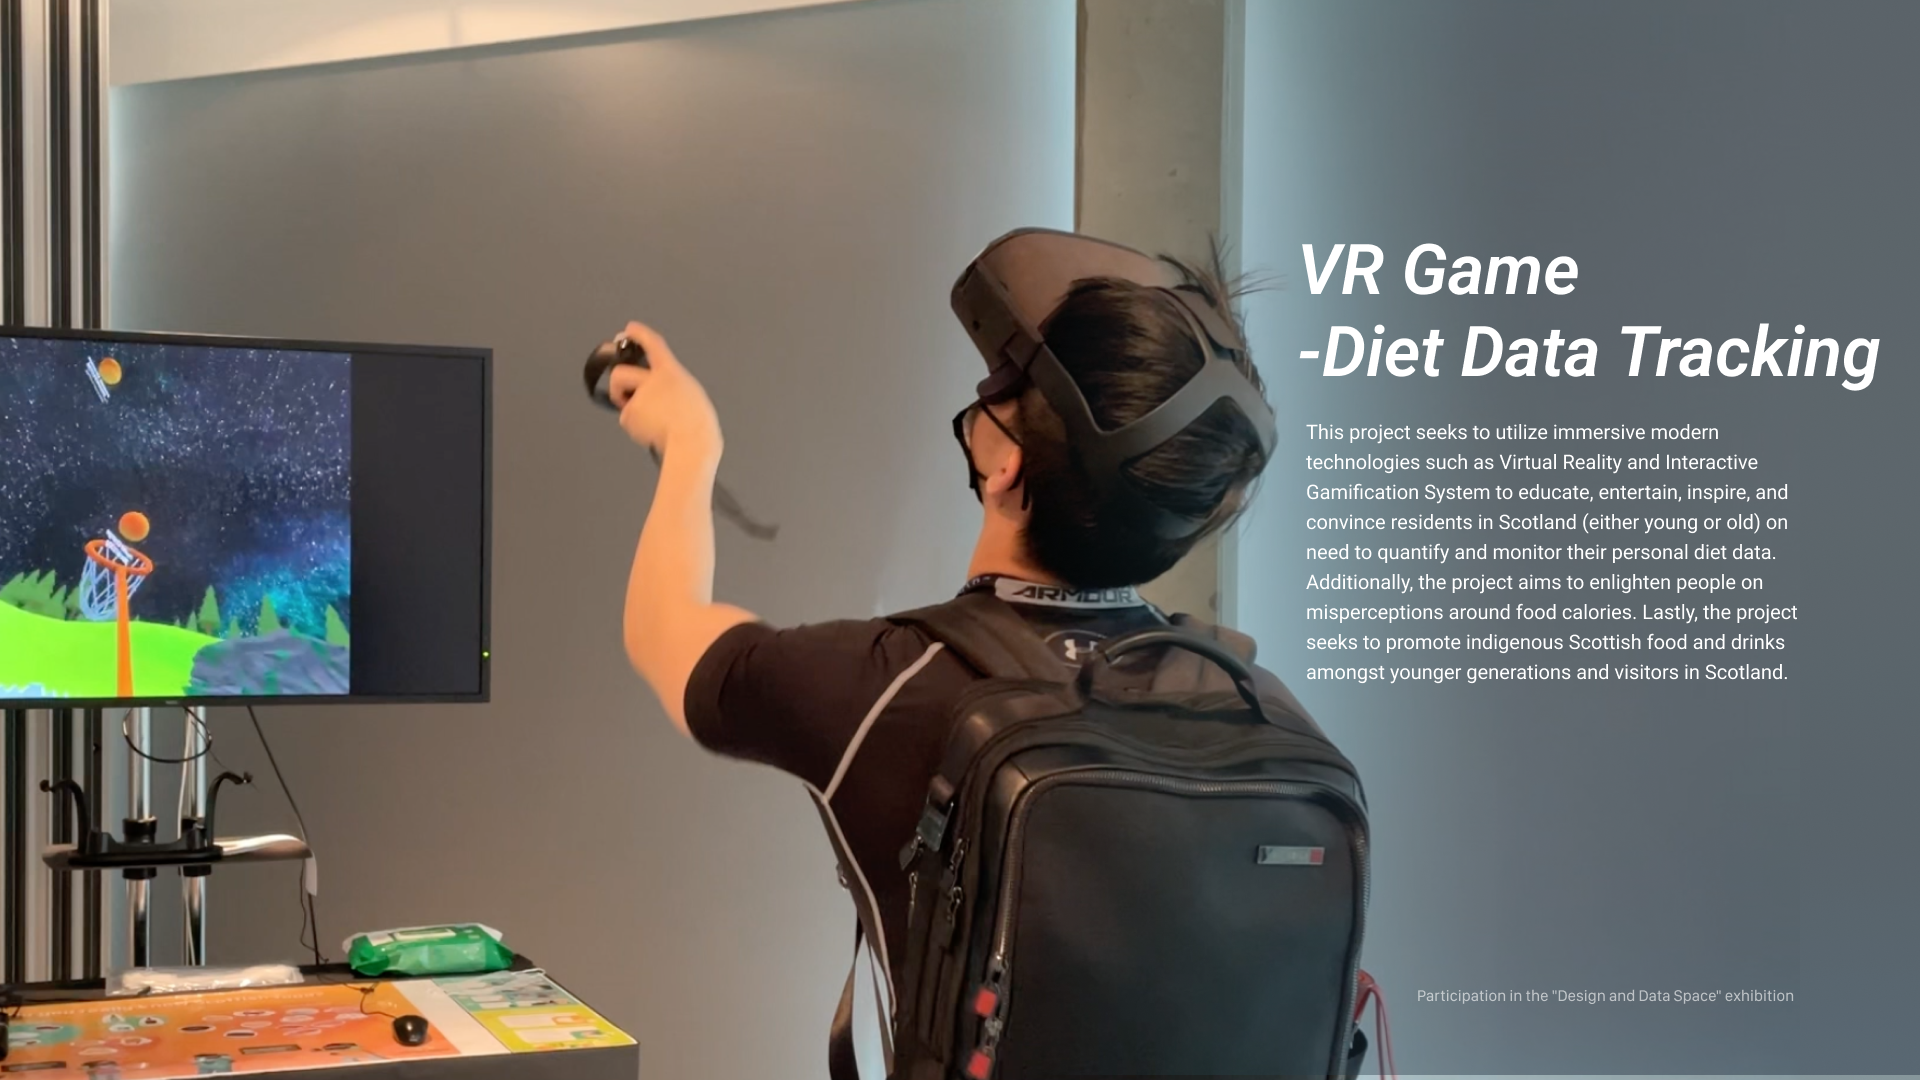 VR Game
-Diet Data Tracking
This project seeks to utilize immersive modern
technologies such as Virtual Reality and Interactive
Gamification System to educate, entertain, inspire, and
convince residents in Scotland (either young or old) on
need to quantify and monitor their personal diet data.
Additionally, the project aims to enlighten people on
misperceptions around food calories. Lastly, the project
seeks to promote indigenous Scottish food and drinks
amongst younger generations and visitors in Scotland.
ARMOUR
Participation in the "Design and Data Space" exhibition